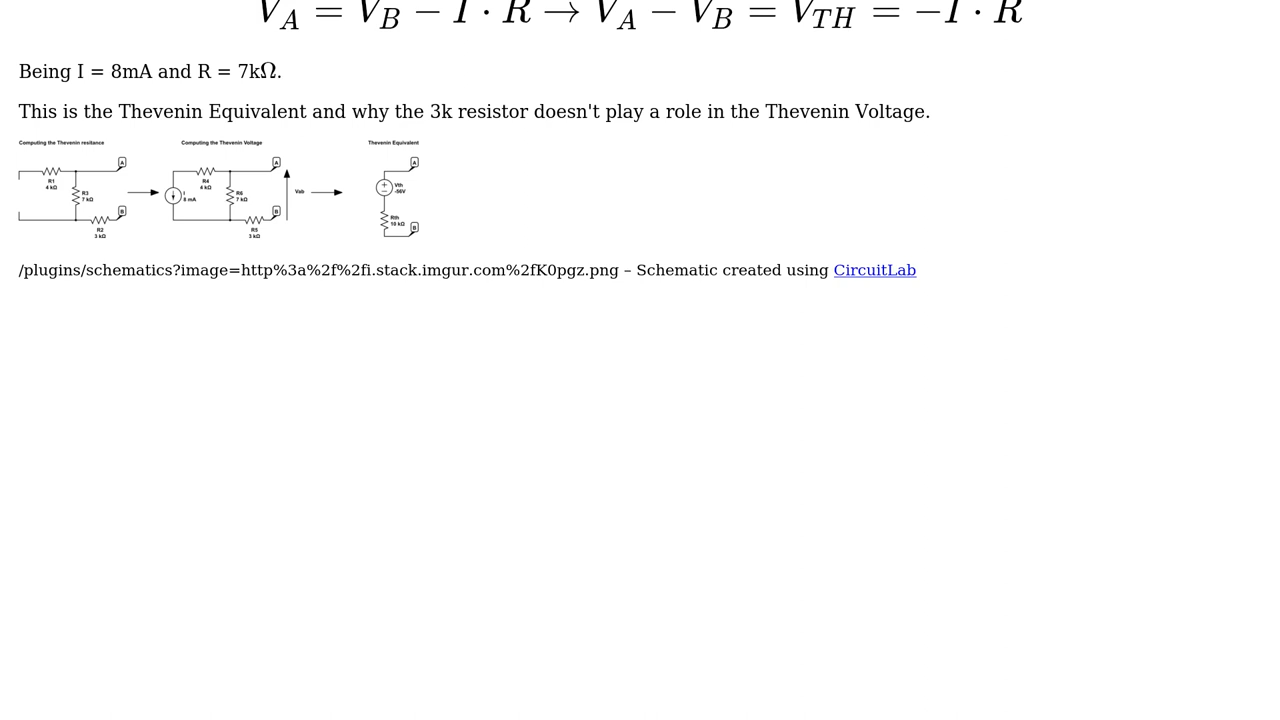 V_A = V_B − I · R → V_A − V_B = V_TH = −I · R
Being I = 8mA and R = 7kΩ.
This is the Thevenin Equivalent and why the 3k resistor doesn't play a role in the Thevenin Voltage.
Computing the Thevenin resitance
Computing the Thevenin Voltage
Thevenin Equivalent
A
R1
4 kΩ
R3
7 kΩ
B
R2
3 kΩ
A
R4
4 kΩ
I
8 mA
R6
7 kΩ
B
R5
3 kΩ
Vab
A
Vth
-56V
Rth
10 kΩ
B
/plugins/schematics?image=http%3a%2f%2fi.stack.imgur.com%2fK0pgz.png – Schematic created using CircuitLab